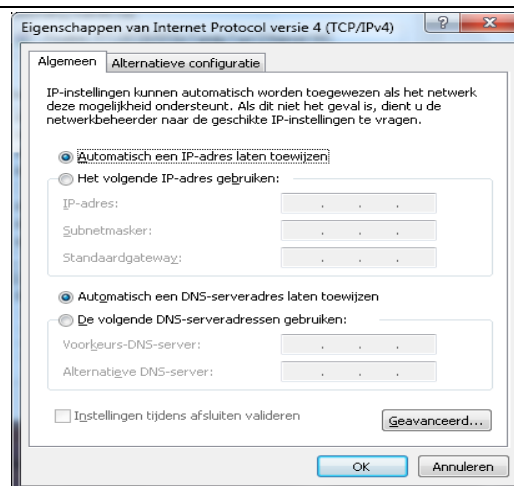 Eigenschappen van Internet Protocol versie 4 (TCP/IPv4)
Algemeen
Alternatieve configuratie
IP-instellingen kunnen automatisch worden toegewezen als het netwerk
deze mogelijkheid ondersteunt. Als dit niet het geval is, dient u de
netwerkbeheerder naar de geschikte IP-instellingen te vragen.
Automatisch een IP-adres laten toewijzen
Het volgende IP-adres gebruiken:
IP-adres:
Subnetmasker:
Standaardgateway:
Automatisch een DNS-serveradres laten toewijzen
De volgende DNS-serveradressen gebruiken:
Voorkeurs-DNS-server:
Alternatieve DNS-server:
Instellingen tijdens afsluiten valideren
Geavanceerd...
OK
Annuleren